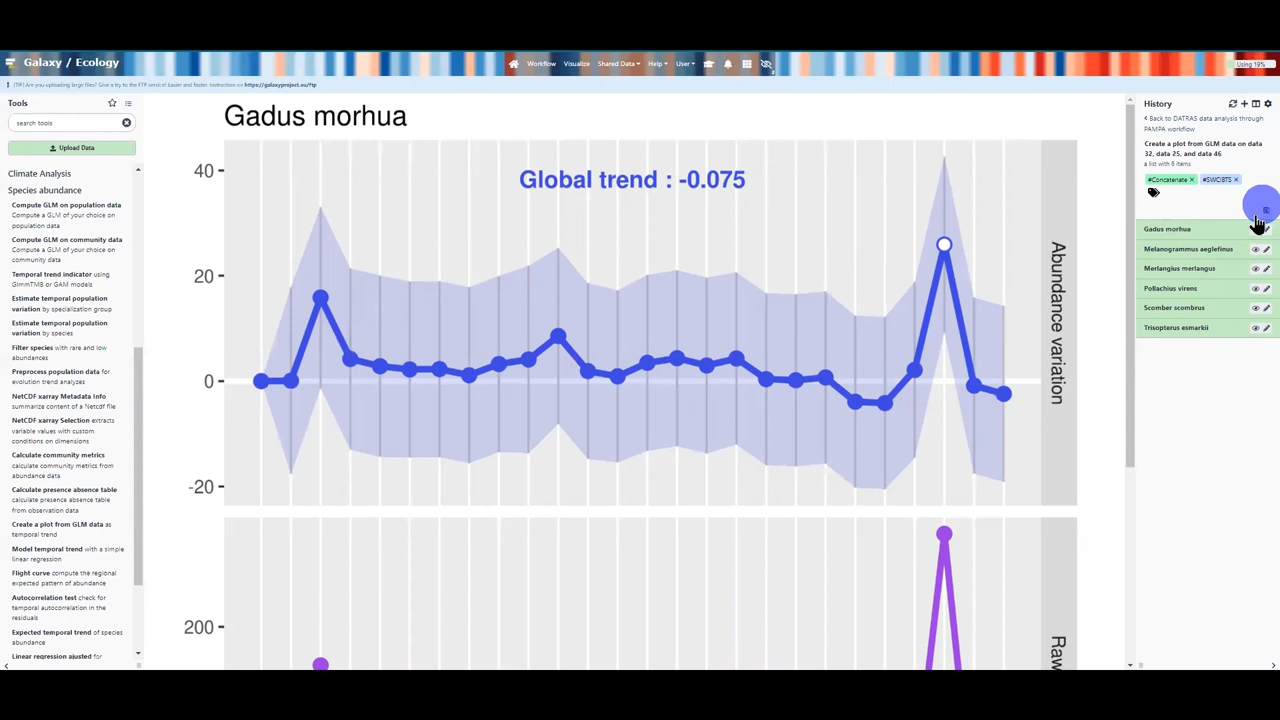 Galaxy / Ecology
Workflow Visualize Shared Data Help User
Using 19%
[TIP] Are you uploading large files? Give a try to the FTP service! Easier and faster. Instruction on https://galaxyproject.eu/ftp
Tools
search tools
Upload Data
Climate Analysis
Species abundance
Compute GLM on population data
Compute a GLM of your choice on
population data
Compute GLM on community data
Compute a GLM of your choice on
community data
Temporal trend indicator using
GlmmTMB or GAM models
Estimate temporal population
variation by specialization group
Estimate temporal population
variation by species
Filter species with rare and low
abundances
Preprocess population data for
evolution trend analyzes
NetCDF xarray Metadata Info
summarize content of a Netcdf file
NetCDF xarray Selection extracts
variable values with custom
conditions on dimensions
Calculate community metrics
calculate community metrics from
abundance data
Calculate presence absence table
calculate presence absence table
from observation data
Create a plot from GLM data as
temporal trend
Model temporal trend with a simple
linear regression
Flight curve compute the regional
expected pattern of abundance
Autocorrelation test check for
temporal autocorrelation in the
residuals
Expected temporal trend of species
abundance
Linear regression ajusted for
Gadus morhua
Global trend : -0.075
40
20
0
-20
Abundance variation
200
Raw
History
Back to DATRAS data analysis through
PAMPA workflow
Create a plot from GLM data on data
32, data 25, and data 46
a list with 6 items
#Concatenate
#SWCIBTS
Gadus morhua
Melanogrammus aeglefinus
Merlangius merlangus
Pollachius virens
Scomber scombrus
Trisopterus esmarkii